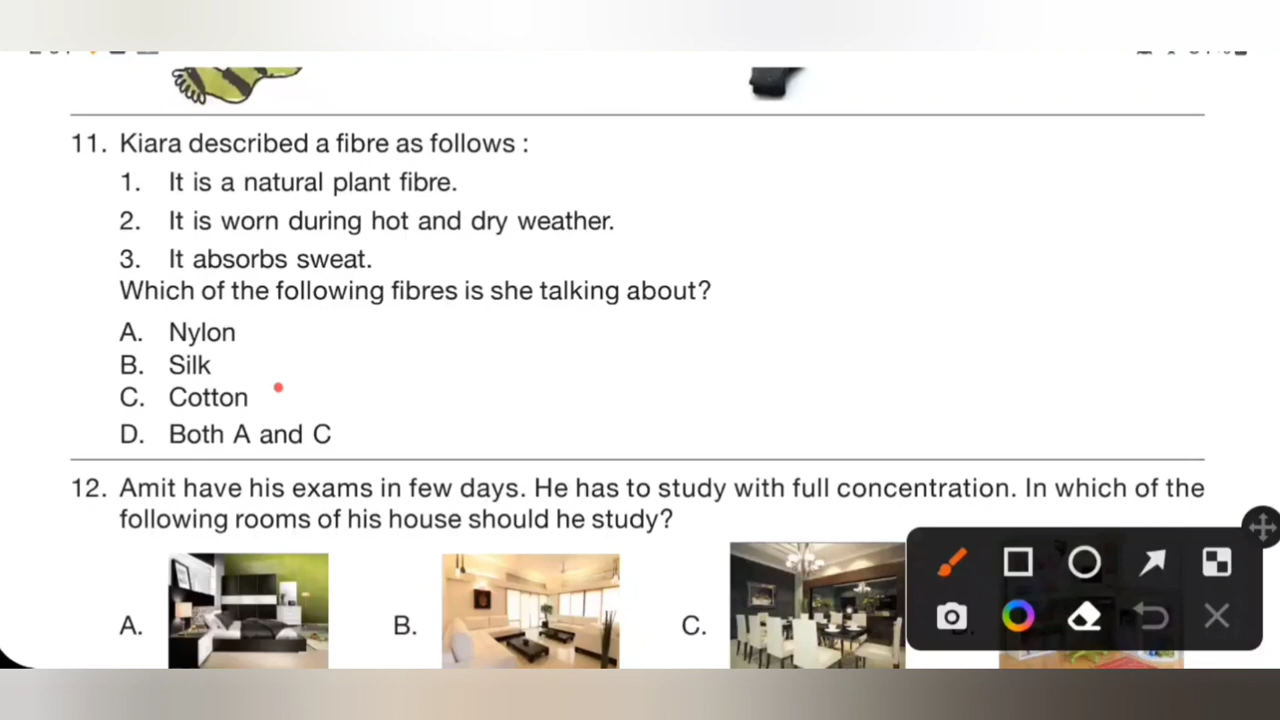 11. Kiara described a fibre as follows :
1. It is a natural plant fibre.
2. It is worn during hot and dry weather.
3. It absorbs sweat.
Which of the following fibres is she talking about?
A. Nylon
B. Silk
C. Cotton
D. Both A and C
12. Amit have his exams in few days. He has to study with full concentration. In which of the
following rooms of his house should he study?
A. B. C.